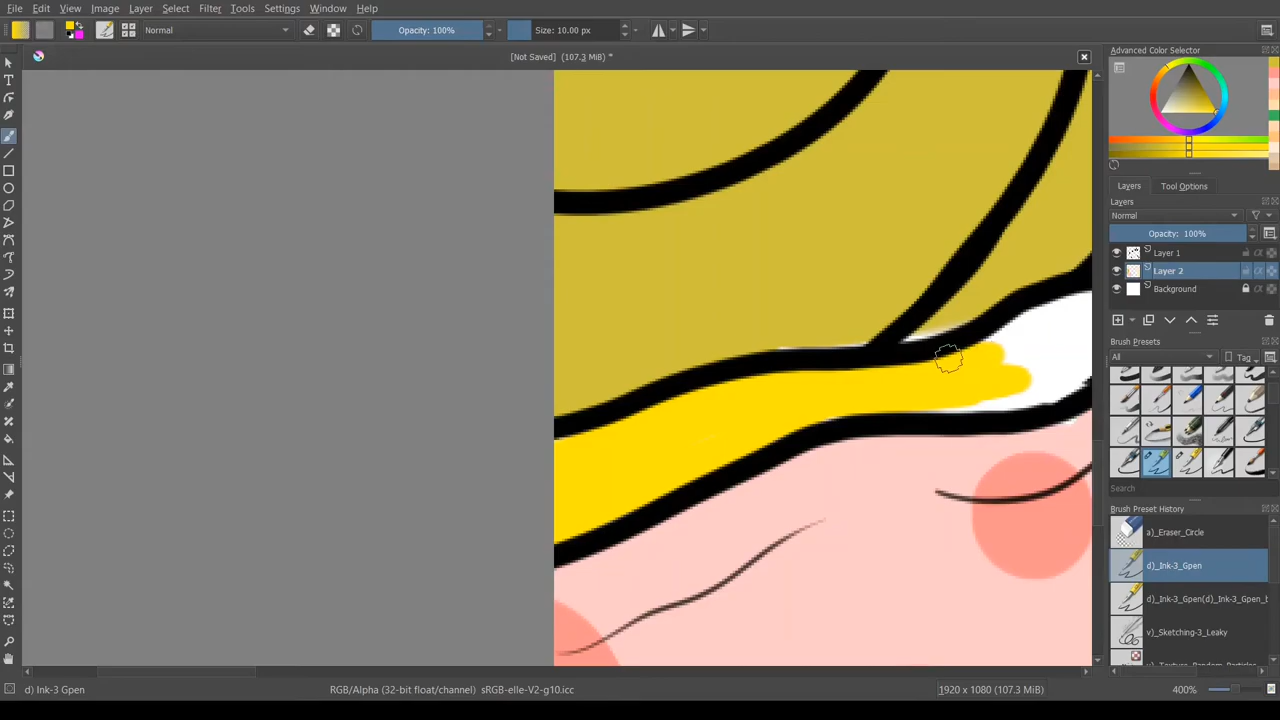 File Edit View Image Layer Select Filter Tools Settings Window Help
Normal Opacity: 100% Size: 10.00 px
[Not Saved] (107.3 MiB) *
Advanced Color Selector
Layers Tool Options
Layers
Normal
Opacity: 100%
Layer 1
Layer 2
Background
Brush Presets
All Tag
Search
Brush Preset History
a)_Eraser_Circle
d)_Ink-3_Gpen
d)_Ink-3_Gpen(d)_Ink-3_Gpen_b
v)_Sketching-3_Leaky
v)_Texture_Random_Particles
d) Ink-3 Gpen RGB/Alpha (32-bit float/channel) sRGB-elle-V2-g10.icc 1920 x 1080 (107.3 MiB) 400%